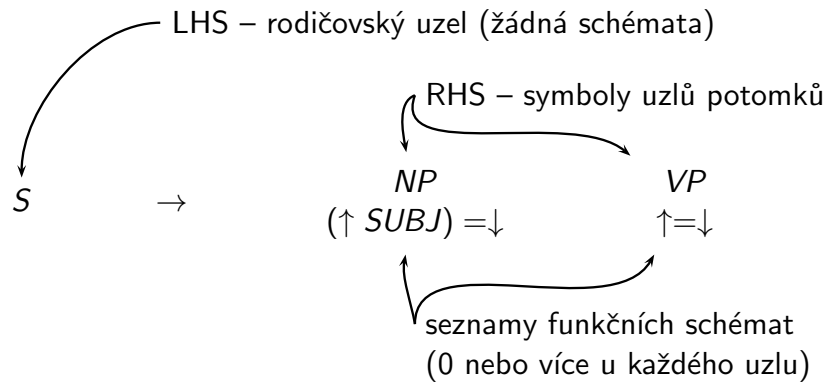 LHS – rodičovský uzel (žádná schémata)
RHS – symboly uzlů potomků
S → NP VP
(↑ SUBJ) =↓ ↑=↓
seznamy funkčních schémat
(0 nebo více u každého uzlu)